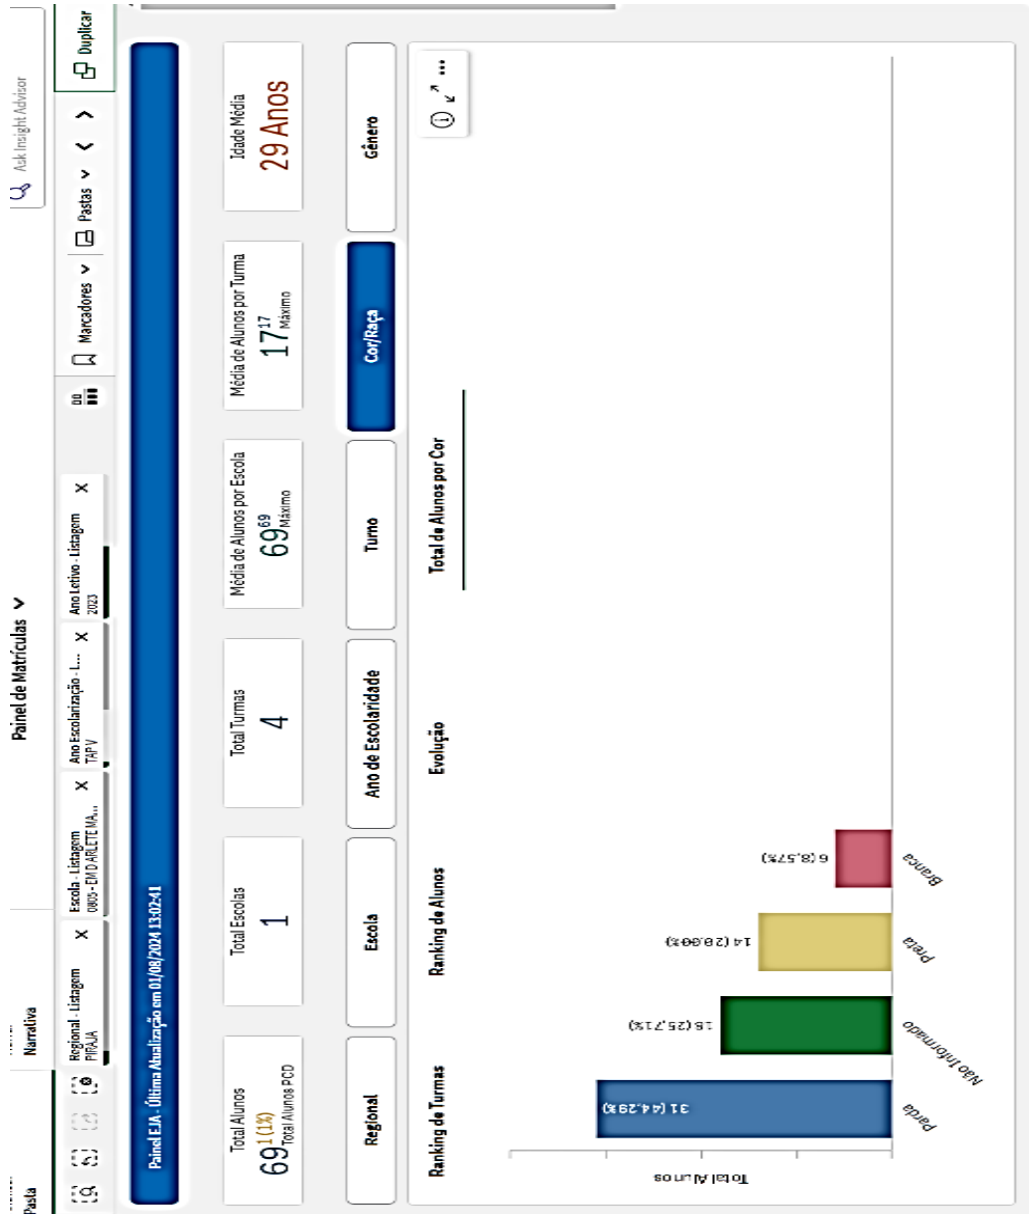 Painel de Matrículas
Ask Insight Advisor
Pasta
Narrativa
Regional - Listagem
PIRAJA
Escola - Listagem
0805 - EM D ARLETE MA...
Ano Escolarização - L...
TAP V
Ano Letivo - Listagem
2023
Marcadores
Pastas
Duplicar
Painel EJA - Última Atualização em 01/08/2024 13:02:41
Total Alunos
69 1 (1%)
Total Alunos PCD
Total Escolas
1
Total Turmas
4
Média de Alunos por Escola
69 69
Máximo
Média de Alunos por Turma
17 17
Máximo
Idade Média
29 Anos
Regional
Escola
Ano de Escolaridade
Turno
Cor/Raça
Gênero
Ranking de Turmas
Ranking de Alunos
Evolução
Total de Alunos por Cor
Total Alunos
31 (44,29%)
18 (25,71%)
14 (20,00%)
6 (8,57%)
Parda
Não Informado
Preta
Branca